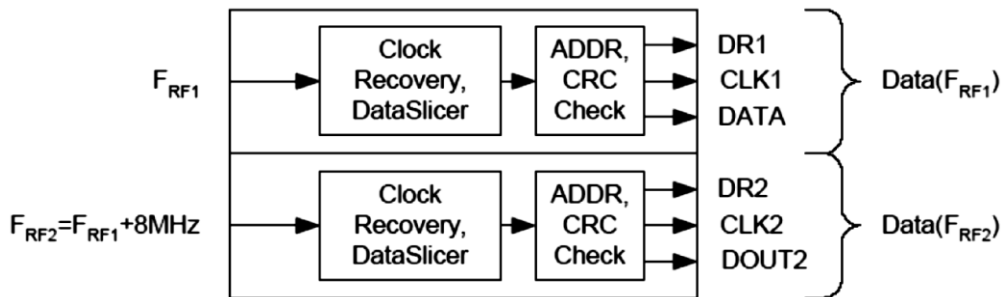 F_RF1
Clock
Recovery,
DataSlicer
ADDR,
CRC
Check
DR1
CLK1
DATA
Data(F_RF1)
F_RF2=F_RF1+8MHz
Clock
Recovery,
DataSlicer
ADDR,
CRC
Check
DR2
CLK2
DOUT2
Data(F_RF2)